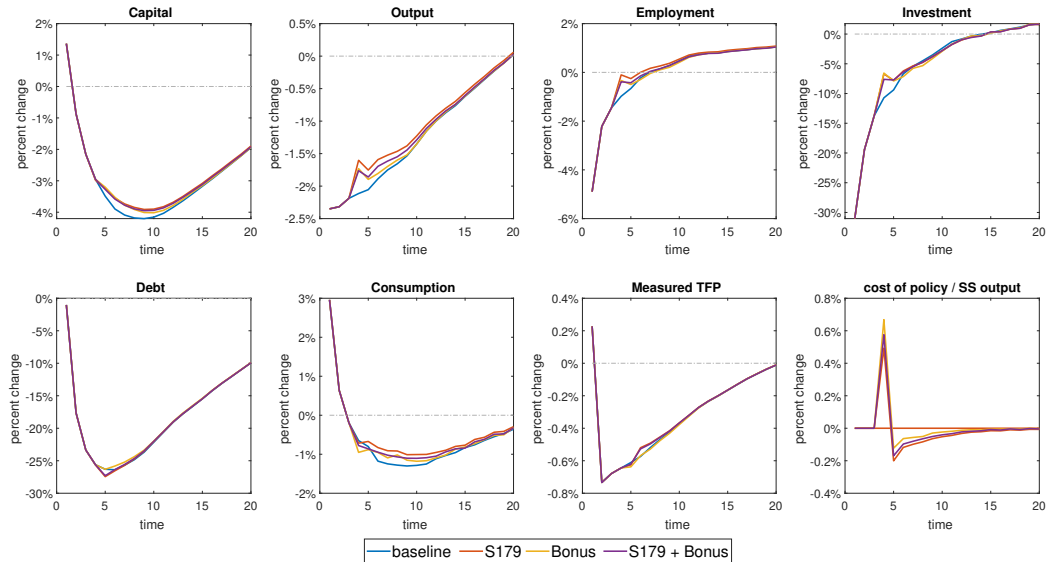 Capital
2%
1%
0%
-1%
-2%
-3%
-4%
percent change
0 5 10 15 20
time
Output
0.5%
0%
-0.5%
-1%
-1.5%
-2%
-2.5%
percent change
0 5 10 15 20
time
Employment
2%
0%
-2%
-4%
-6%
percent change
0 5 10 15 20
time
Investment
0%
-5%
-10%
-15%
-20%
-25%
-30%
percent change
0 5 10 15 20
time
Debt
0%
-10%
-15%
-20%
-25%
-30%
percent change
0 5 10 15 20
time
Consumption
3%
2%
1%
0%
-1%
-2%
percent change
0 5 10 15 20
time
Measured TFP
0.4%
0.2%
0%
-0.2%
-0.4%
-0.6%
-0.8%
percent change
0 5 10 15 20
time
cost of policy / SS output
0.8%
0.6%
0.4%
0.2%
0%
-0.2%
-0.4%
percent change
0 5 10 15 20
time
baseline S179 Bonus S179 + Bonus